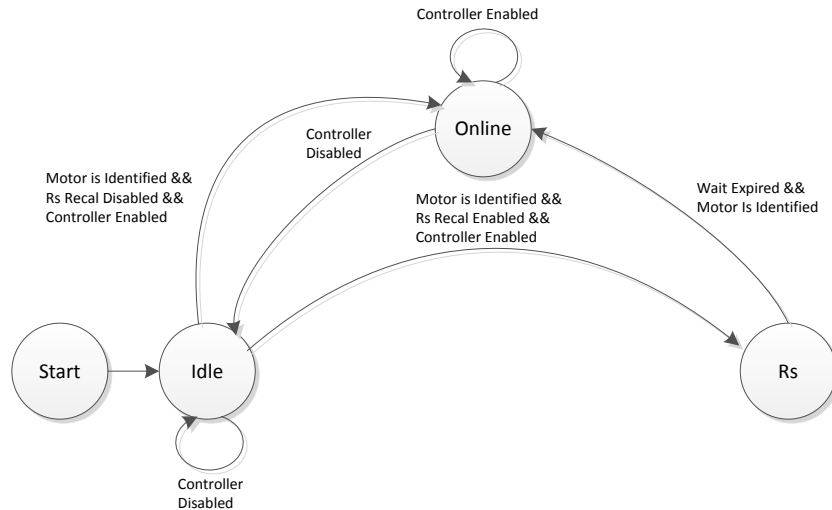 Controller Enabled
Online
Controller
Disabled
Motor is Identified &&
Rs Recal Disabled &&
Controller Enabled
Motor is Identified &&
Rs Recal Enabled &&
Controller Enabled
Wait Expired &&
Motor Is Identified
Start
Idle
Rs
Controller
Disabled